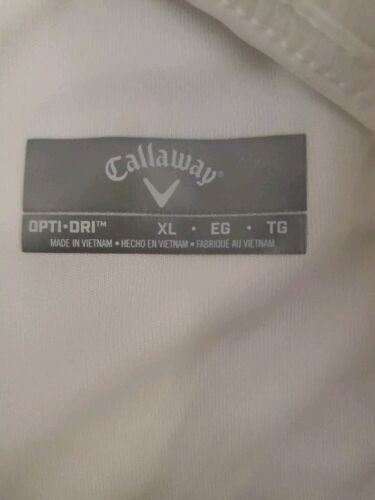 Callaway®
OPTI•DRI™ XL • EG • TG
MADE IN VIETNAM • HECHO EN VIETNAM • FABRIQUÉ AU VIETNAM